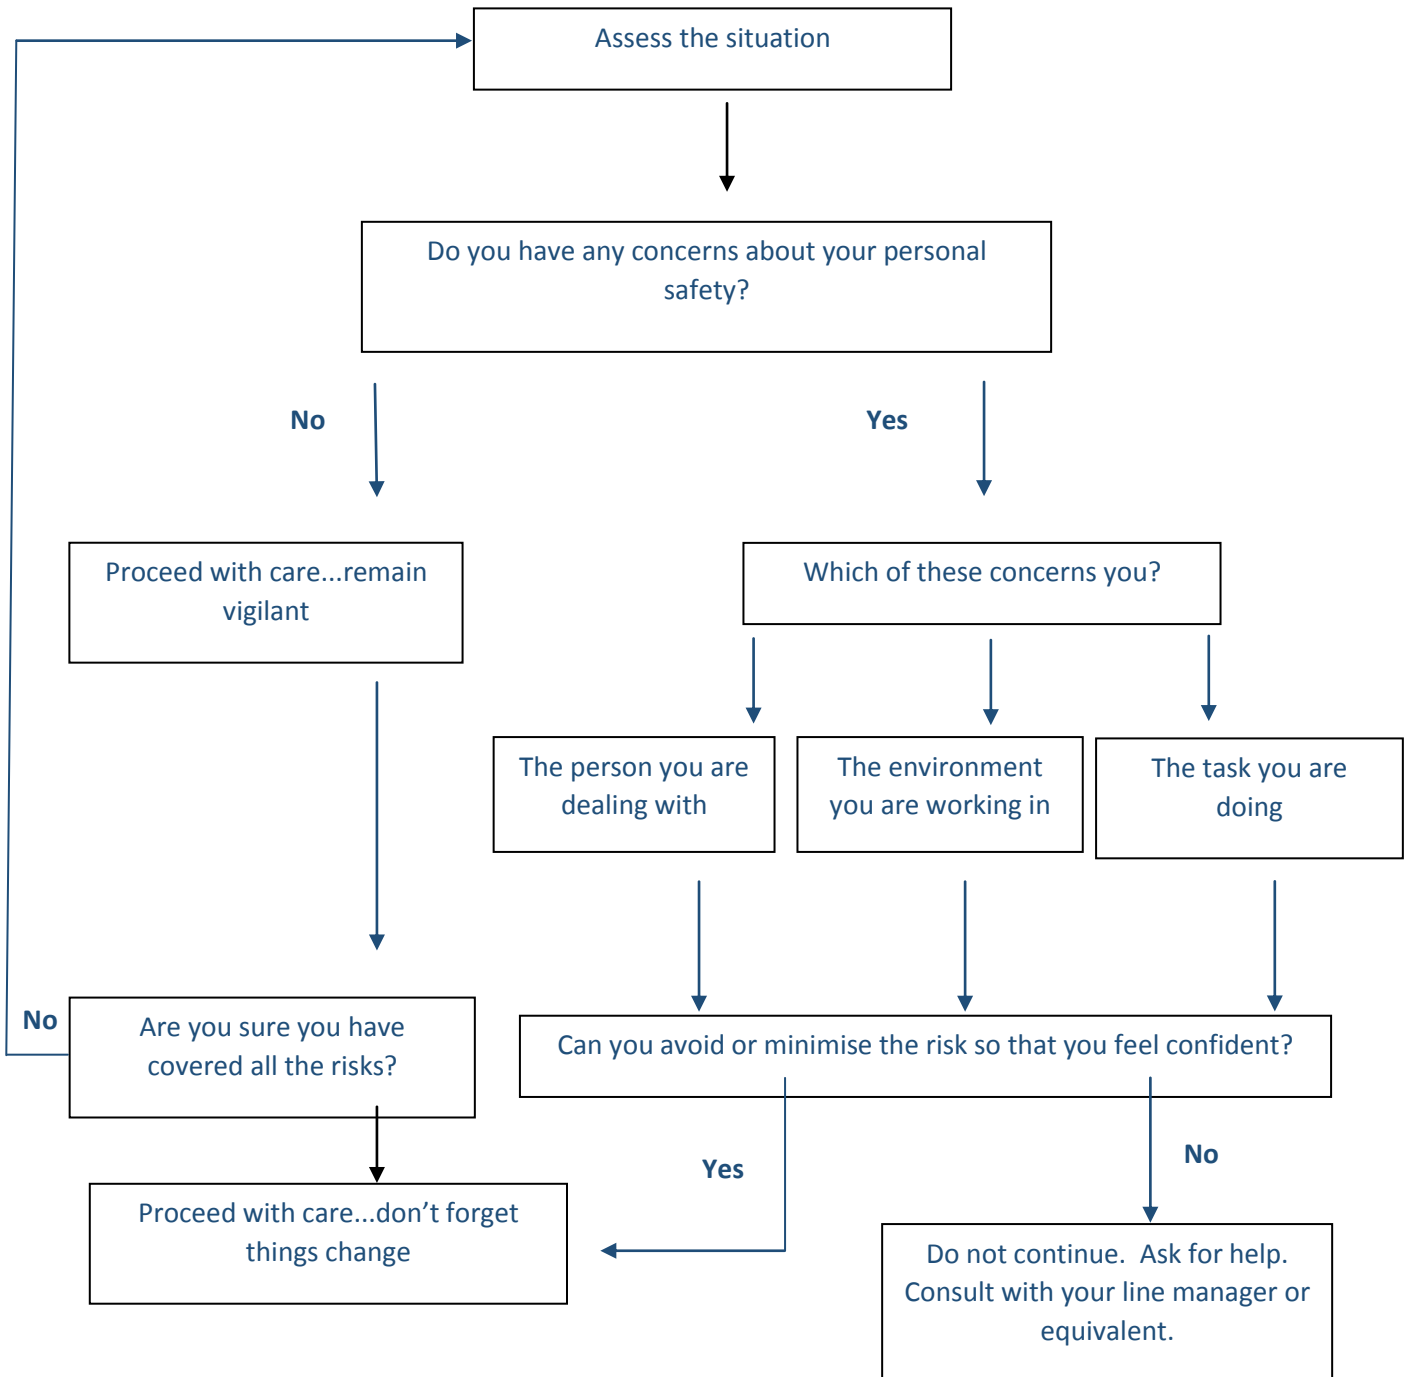 Assess the situation
Do you have any concerns about your personal
safety?
No
Yes
Proceed with care...remain
vigilant
Which of these concerns you?
The person you are
dealing with
The environment
you are working in
The task you are
doing
No
Are you sure you have
covered all the risks?
Can you avoid or minimise the risk so that you feel confident?
Yes
No
Proceed with care...don’t forget
things change
Do not continue.  Ask for help.
Consult with your line manager or
equivalent.